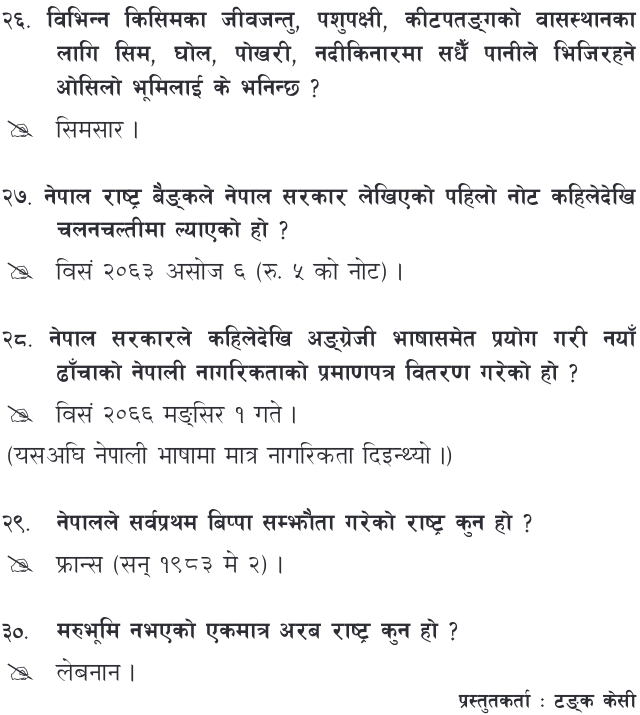 २६. विभिन्न किसिमका जीवजन्तु, पशुपक्षी, कीटपतङ्गको वासस्थानका
लागि सिम, घोल, पोखरी, नदीकिनारमा सधैँ पानीले भिजिरहने
ओसिलो भूमिलाई के भनिन्छ ?
सिमसार ।
२७. नेपाल राष्ट्र बैङ्कले नेपाल सरकार लेखिएको पहिलो नोट कहिलेदेखि
चलनचल्तीमा ल्याएको हो ?
विसं २०६३ असोज ६ (रु. ५ को नोट) ।
२८. नेपाल सरकारले कहिलेदेखि अङ्ग्रेजी भाषासमेत प्रयोग गरी नयाँ
ढाँचाको नेपाली नागरिकताको प्रमाणपत्र वितरण गरेको हो ?
विसं २०६६ मङ्सिर १ गते ।
(यसअघि नेपाली भाषामा मात्र नागरिकता दिइन्थ्यो ।)
२९. नेपालले सर्वप्रथम बिप्पा सम्झौता गरेको राष्ट्र कुन हो ?
फ्रान्स (सन् १९८३ मे २) ।
३०. मरुभूमि नभएको एकमात्र अरब राष्ट्र कुन हो ?
लेबनान ।
प्रस्तुतकर्ता : टङ्क केसी